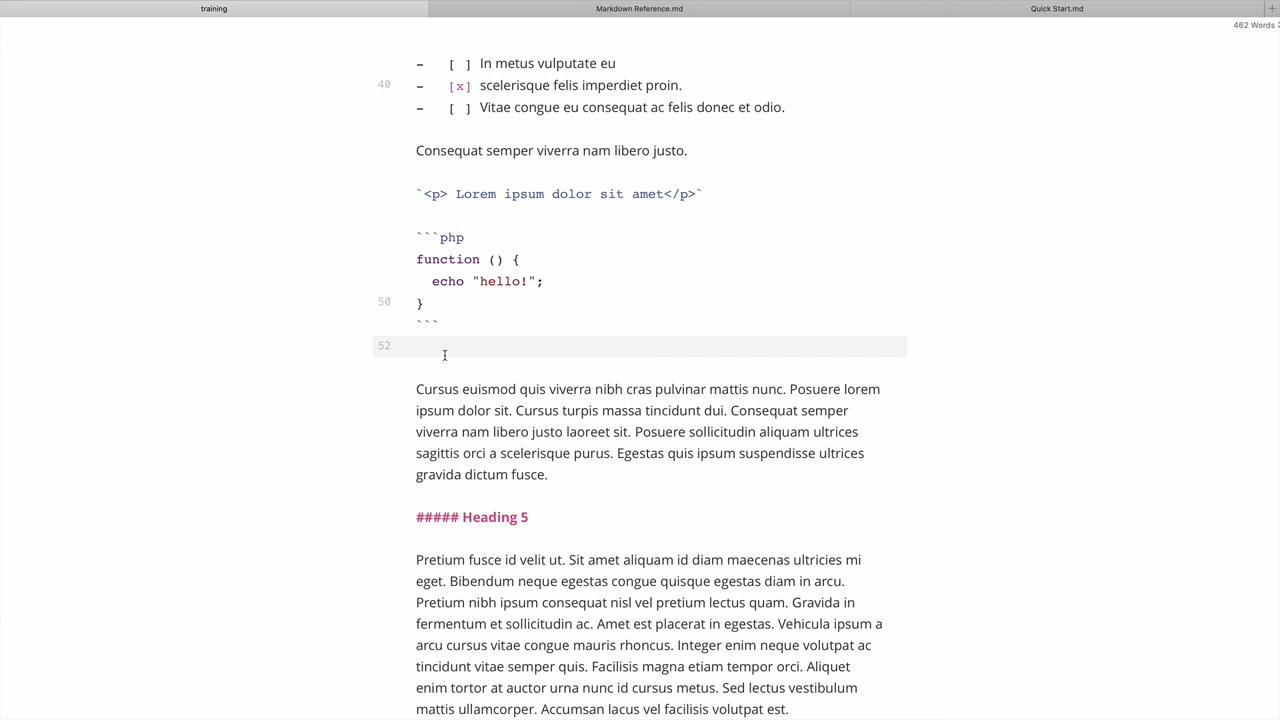 training
Markdown Reference.md
Quick Start.md
+
462 Words
- [ ] In metus vulputate eu
40 - [x] scelerisque felis imperdiet proin.
- [ ] Vitae congue eu consequat ac felis donec et odio.
Consequat semper viverra nam libero justo.
`<p> Lorem ipsum dolor sit amet</p>`
```php
function () {
echo "hello!";
50 }
```
52
Cursus euismod quis viverra nibh cras pulvinar mattis nunc. Posuere lorem
ipsum dolor sit. Cursus turpis massa tincidunt dui. Consequat semper
viverra nam libero justo laoreet sit. Posuere sollicitudin aliquam ultrices
sagittis orci a scelerisque purus. Egestas quis ipsum suspendisse ultrices
gravida dictum fusce.
##### Heading 5
Pretium fusce id velit ut. Sit amet aliquam id diam maecenas ultricies mi
eget. Bibendum neque egestas congue quisque egestas diam in arcu.
Pretium nibh ipsum consequat nisl vel pretium lectus quam. Gravida in
fermentum et sollicitudin ac. Amet est placerat in egestas. Vehicula ipsum a
arcu cursus vitae congue mauris rhoncus. Integer enim neque volutpat ac
tincidunt vitae semper quis. Facilisis magna etiam tempor orci. Aliquet
enim tortor at auctor urna nunc id cursus metus. Sed lectus vestibulum
mattis ullamcorper. Accumsan lacus vel facilisis volutpat est.